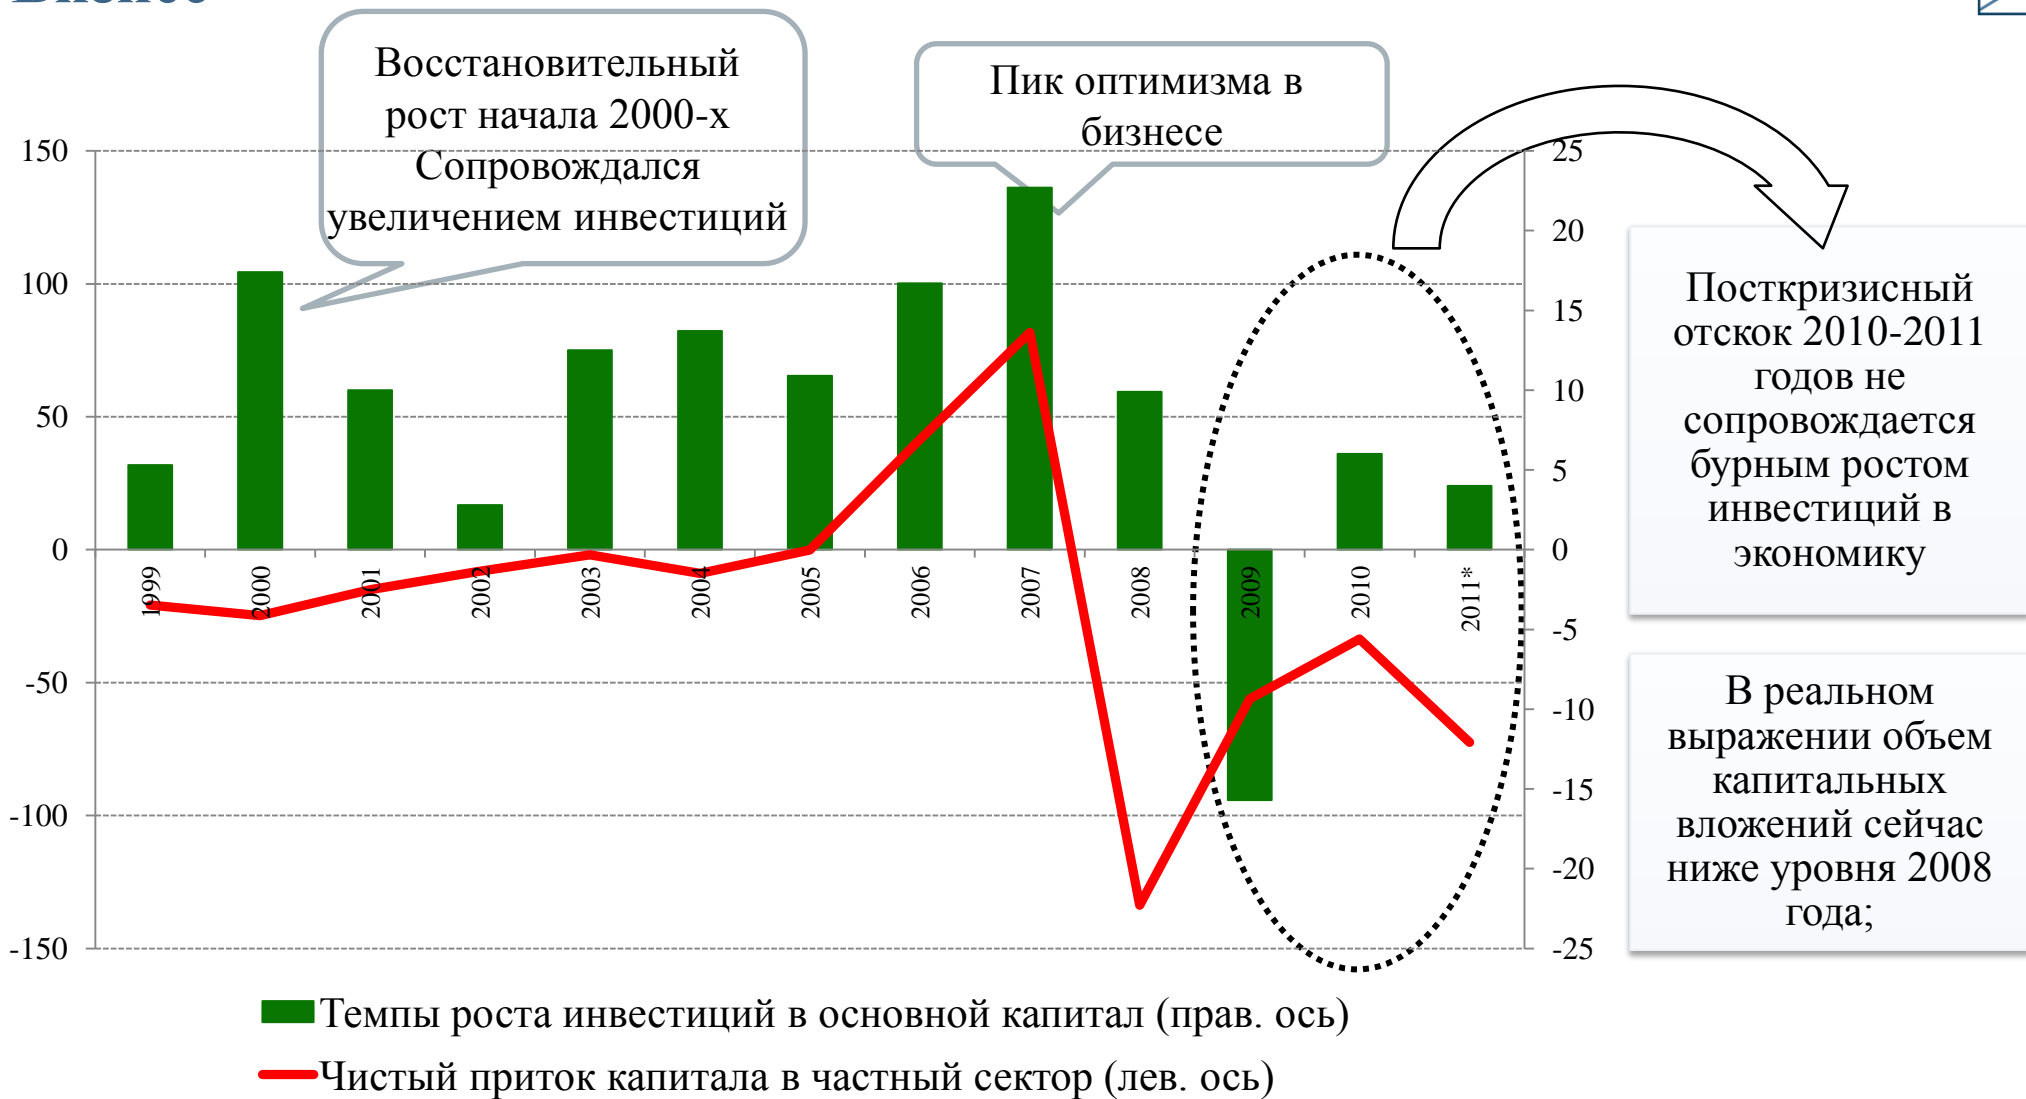 Восстановительный
рост начала 2000-х
Сопровождался
увеличением инвестиций
Пик оптимизма в
бизнесе
150
100
50
0
-50
-100
-150
25
20
15
10
5
0
-5
-10
-15
-20
-25
1999
2000
2001
2002
2003
2004
2005
2006
2007
2008
2009
2010
2011*
Посткризисный
отскок 2010-2011
годов не
сопровождается
бурным ростом
инвестиций в
экономику
В реальном
выражении объем
капитальных
вложений сейчас
ниже уровня 2008
года;
Темпы роста инвестиций в основной капитал (прав. ось)
Чистый приток капитала в частный сектор (лев. ось)